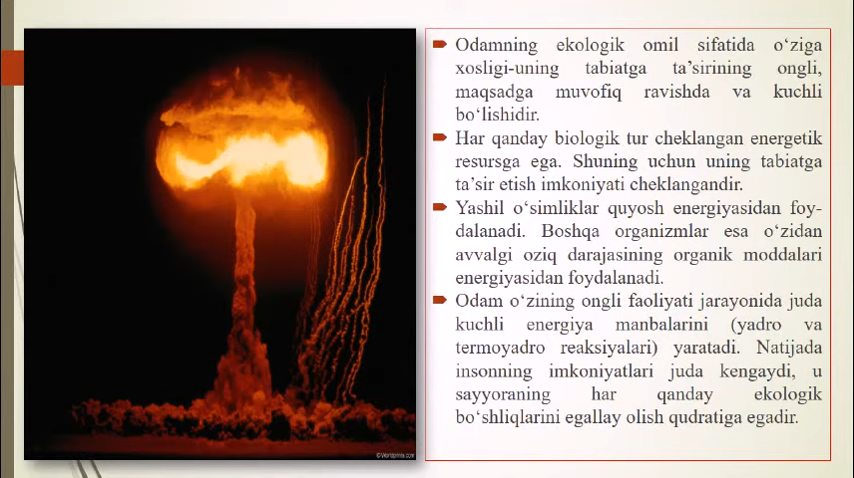 Odamning ekologik omil sifatida o‘ziga
xosligi-uning tabiatga ta’sirining ongli,
maqsadga muvofiq ravishda va kuchli
bo‘lishidir.
Har qanday biologik tur cheklangan energetik
resursga ega. Shuning uchun uning tabiatga
ta’sir etish imkoniyati cheklangandir.
Yashil o‘simliklar quyosh energiyasidan foy-
dalanadi. Boshqa organizmlar esa o‘zidan
avvalgi oziq darajasining organik moddalari
energiyasidan foydalanadi.
Odam o‘zining ongli faoliyati jarayonida juda
kuchli energiya manbalarini (yadro va
termoyadro reaksiyalari) yaratadi. Natijada
insonning imkoniyatlari juda kengaydi, u
sayyoraning har qanday ekologik
bo‘shliqlarini egallay olish qudratiga egadir.